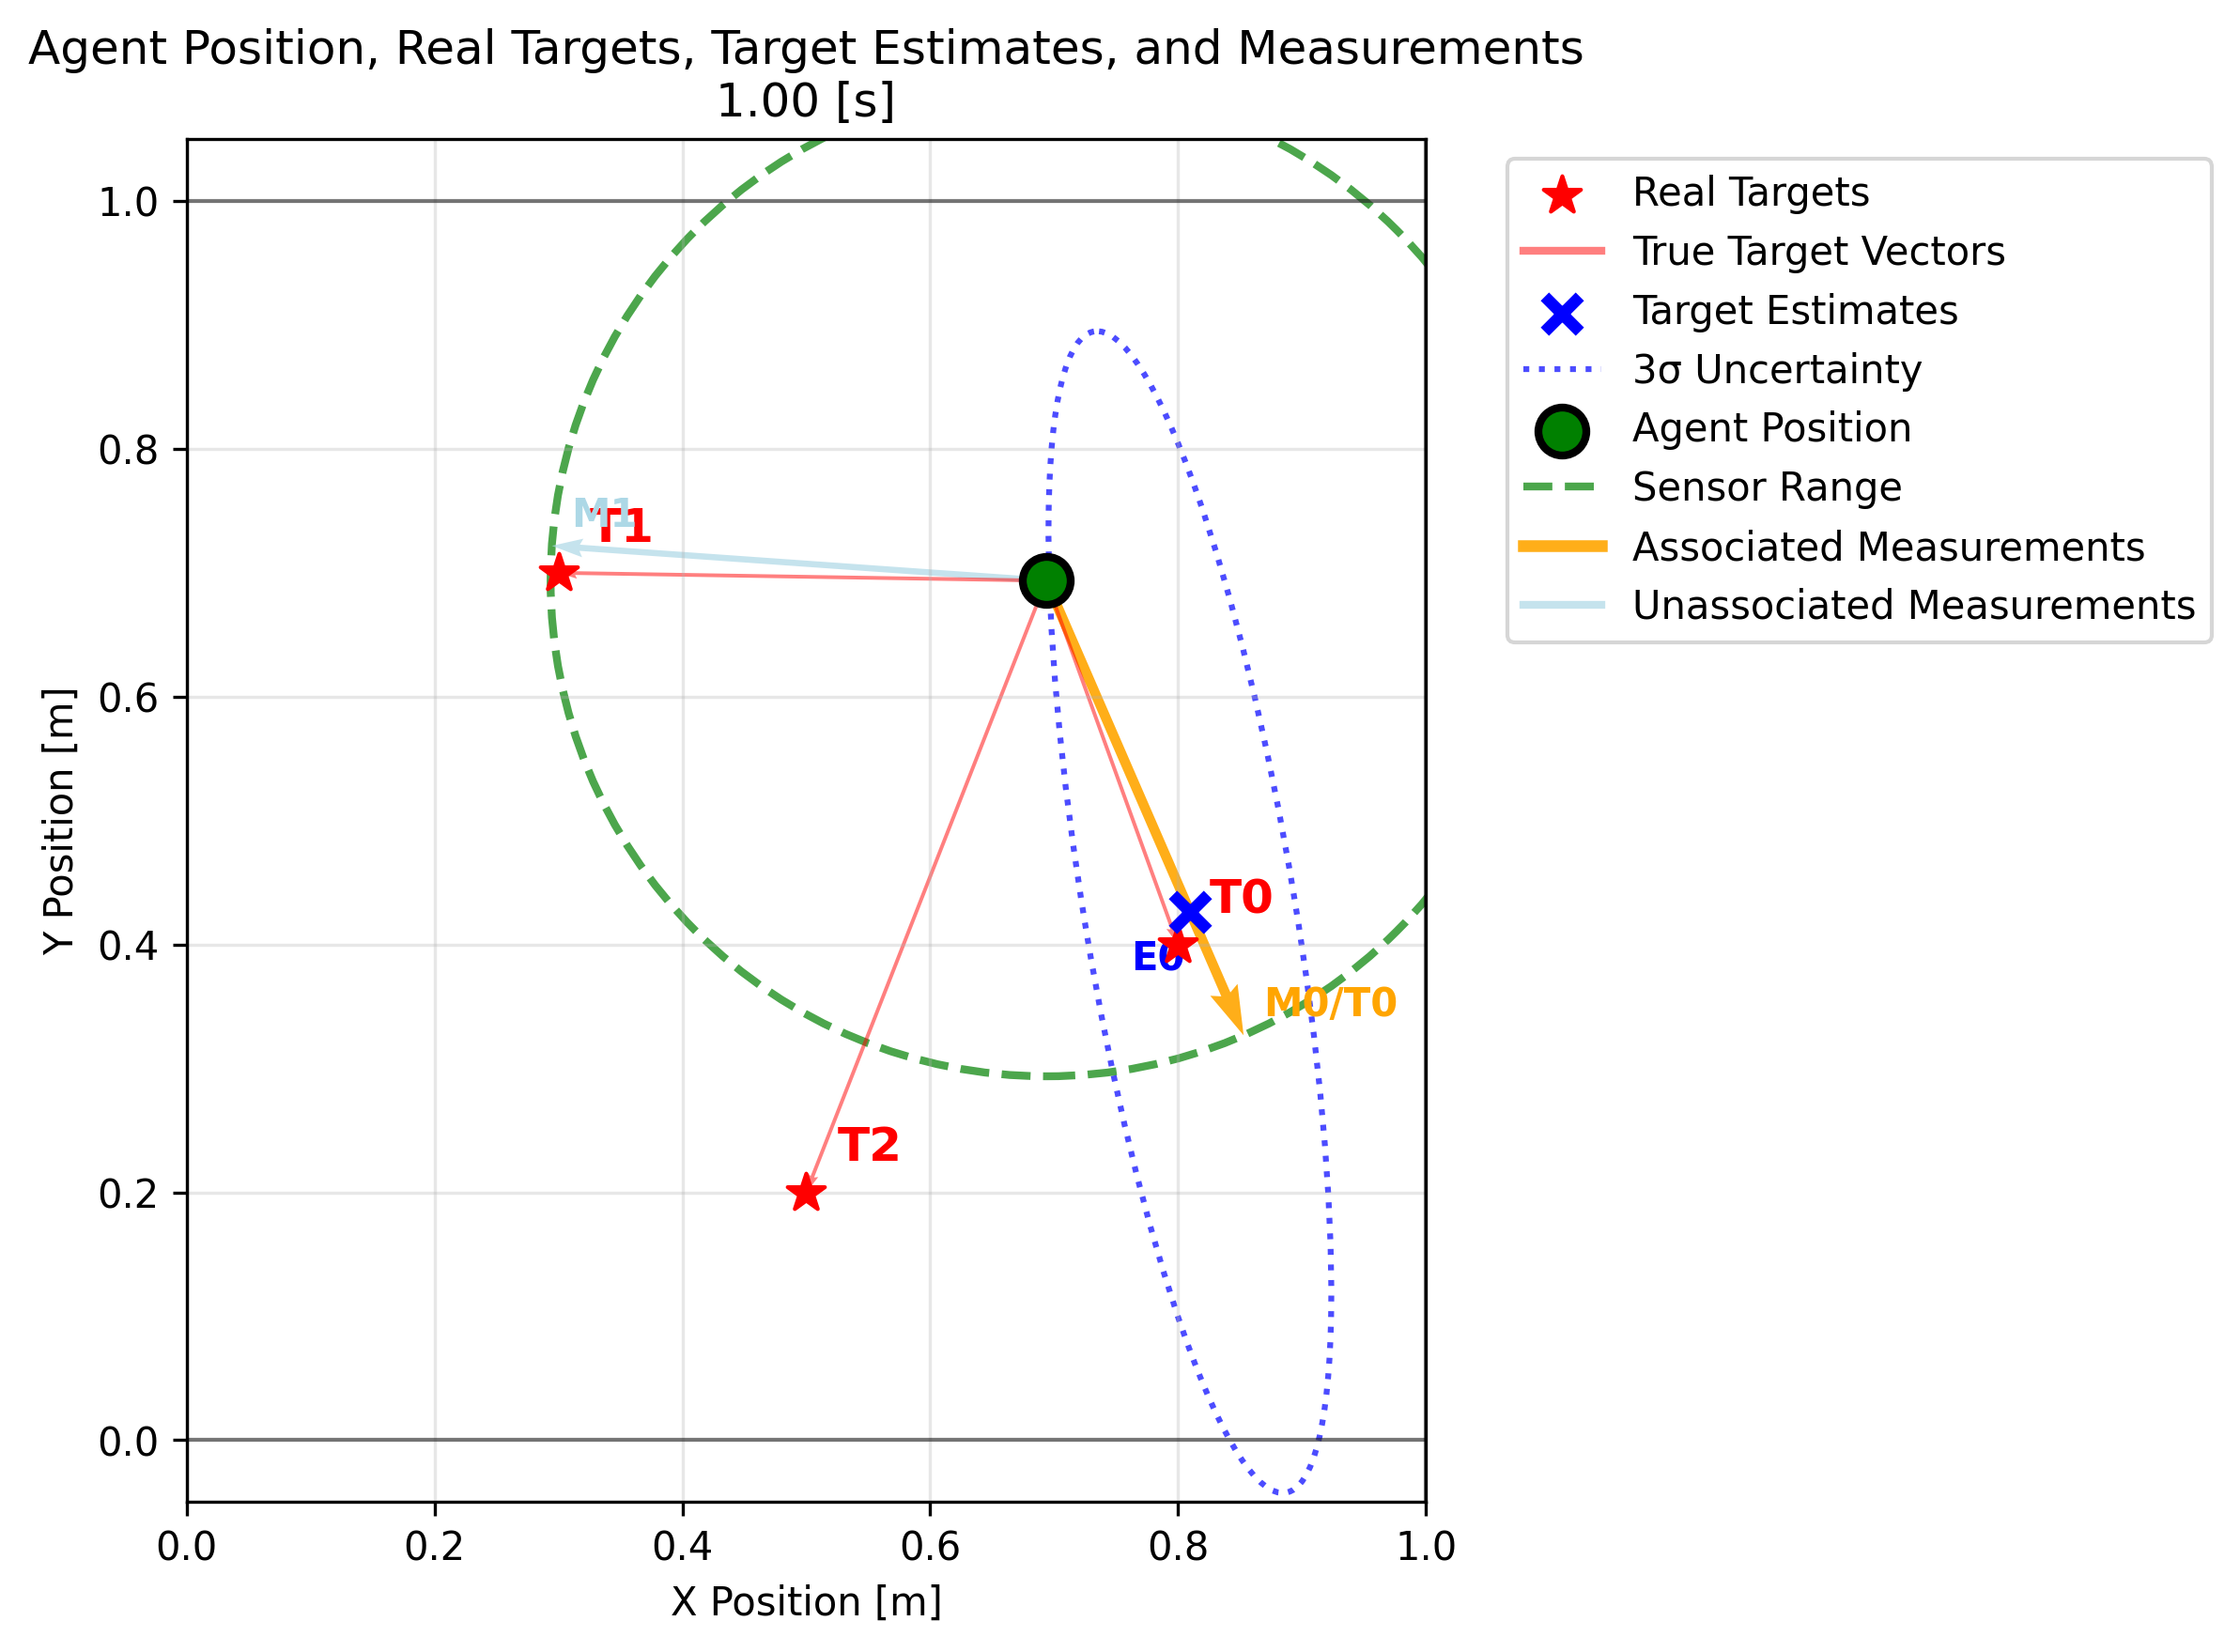 Agent Position, Real Targets, Target Estimates, and Measurements
1.00 [s]
Real Targets
True Target Vectors
Target Estimates
3σ Uncertainty
Agent Position
Sensor Range
Associated Measurements
Unassociated Measurements
Y Position [m]
1.0
0.8
0.6
0.4
0.2
0.0
M1
T1
T0
E0
M0/T0
T2
0.0
0.2
0.4
0.6
0.8
1.0
X Position [m]